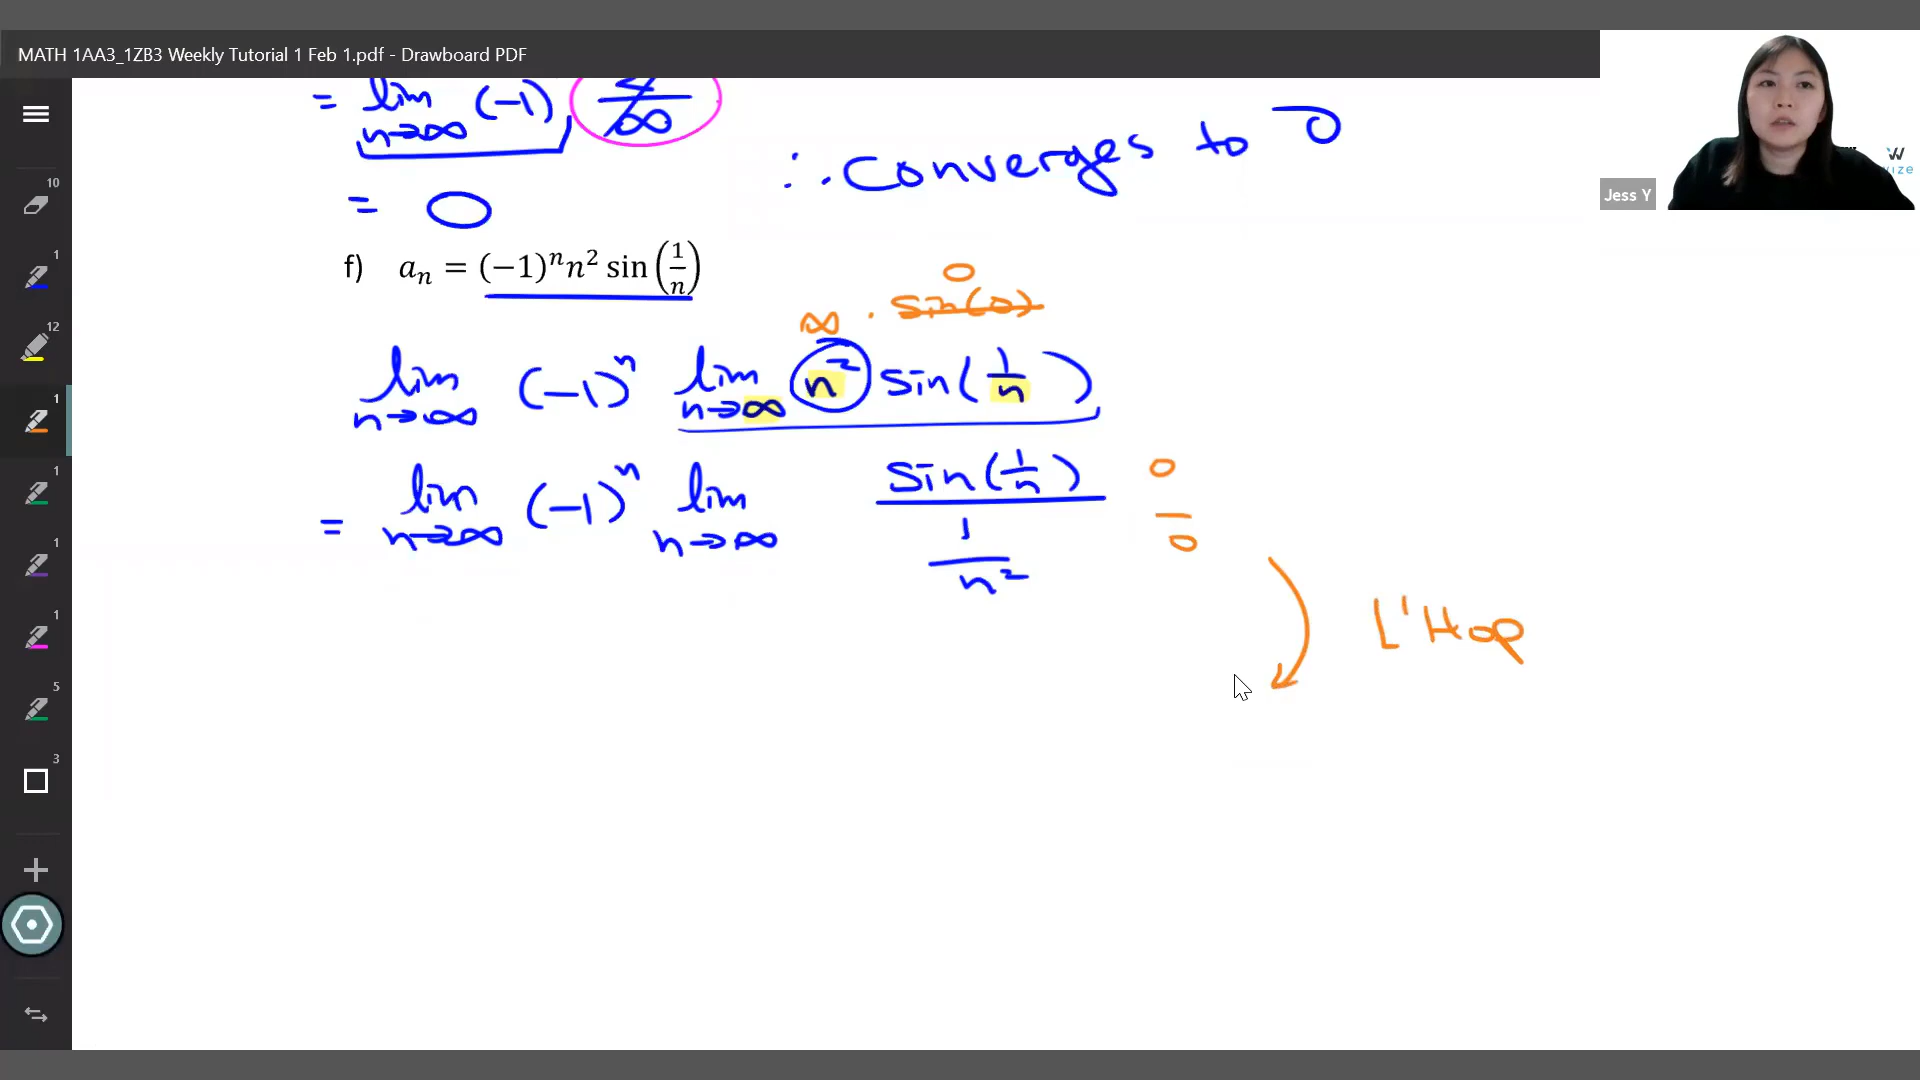 MATH 1AA3_1ZB3 Weekly Tutorial 1 Feb 1.pdf - Drawboard PDF
= lim n→∞ (-1) /∞
∴ converges to 0
= 0
f) aₙ = (−1)ⁿn² sin(1/n)
0
∞ · sin(0)
lim n→∞ (-1)ⁿ lim n→∞ n² sin(1/n)
= lim n→∞ (-1)ⁿ lim n→∞ sin(1/n) / (1/n²) 0/0
L'Hop
Jess Y
W
ize
10
1
12
1
1
1
1
5
3